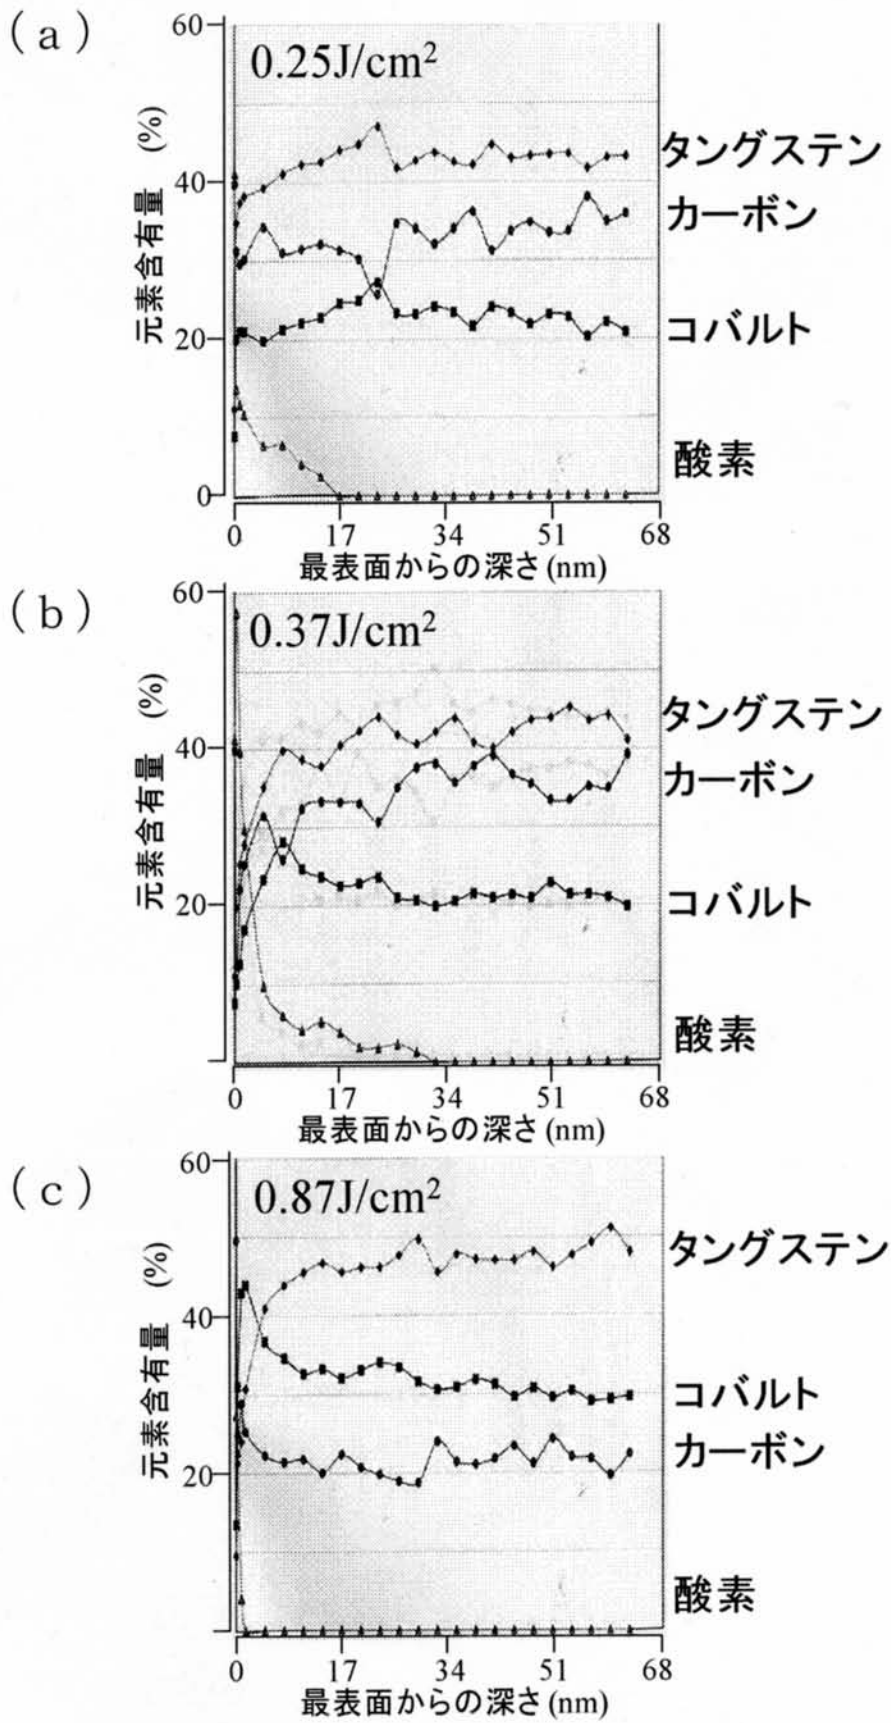 (a)
60
0.25J/cm²
タングステン
元素含有量 (%)
40
カーボン
20
コバルト
酸素
0
0 17 34 51 68
最表面からの深さ(nm)
(b)
60
0.37J/cm²
タングステン
元素含有量 (%)
40
カーボン
20
コバルト
酸素
0 17 34 51 68
最表面からの深さ(nm)
(c)
60
0.87J/cm²
タングステン
元素含有量 (%)
40
コバルト
カーボン
20
酸素
0 17 34 51 68
最表面からの深さ(nm)